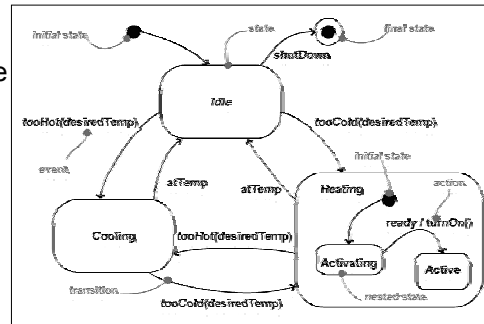 initial state
state
final state
e
shutDown
Idle
tooHot(desiredTemp)
tooCold(desiredTemp)
initial state
event
atTemp
atTemp
Heating
action
ready / turnOn()
Cooling
tooHot(desiredTemp)
Activating
Active
transition
nested state
tooCold(desiredTemp)